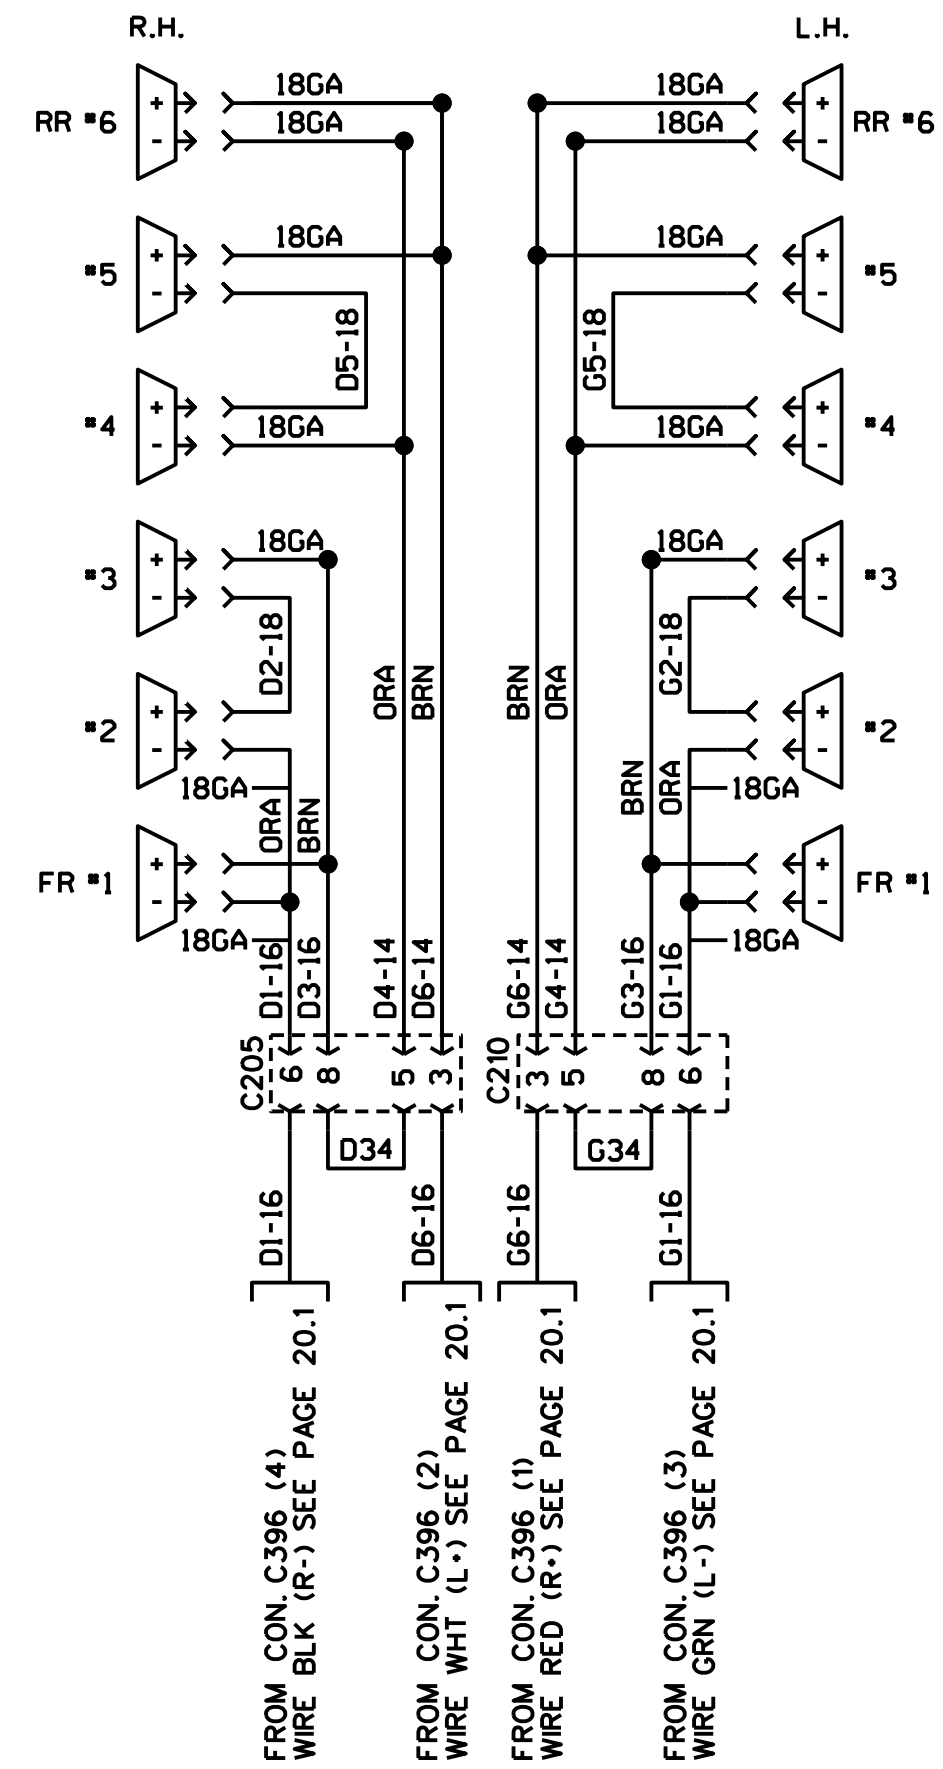 R.H. L.H.
18GA 18GA
RR #6 18GA 18GA RR #6
+ + 
- -
18GA 18GA
#5 + + #5
- -
D5-18 G5-18
#4 + + #4
18GA 18GA
- -
18GA 18GA
#3 + + #3
- -
D2-18 G2-18
ORA BRN BRN ORA
#2 + + #2
- -
18GA 18GA
ORA BRN BRN ORA
FR #1 + + FR #1
- -
18GA 18GA
D1-16 D3-16 D4-14 D6-14 G6-14 G4-14 G3-16 G1-16
C205 6 8 5 3 C210 3 5 8 6
D34 G34
D1-16 D6-16 G6-16 G1-16
FROM CON. C396 (4)
WIRE BLK (R-) SEE PAGE 20.1
FROM CON. C396 (2)
WIRE WHT (L+) SEE PAGE 20.1
FROM CON. C396 (1)
WIRE RED (R+) SEE PAGE 20.1
FROM CON. C396 (3)
WIRE GRN (L-) SEE PAGE 20.1